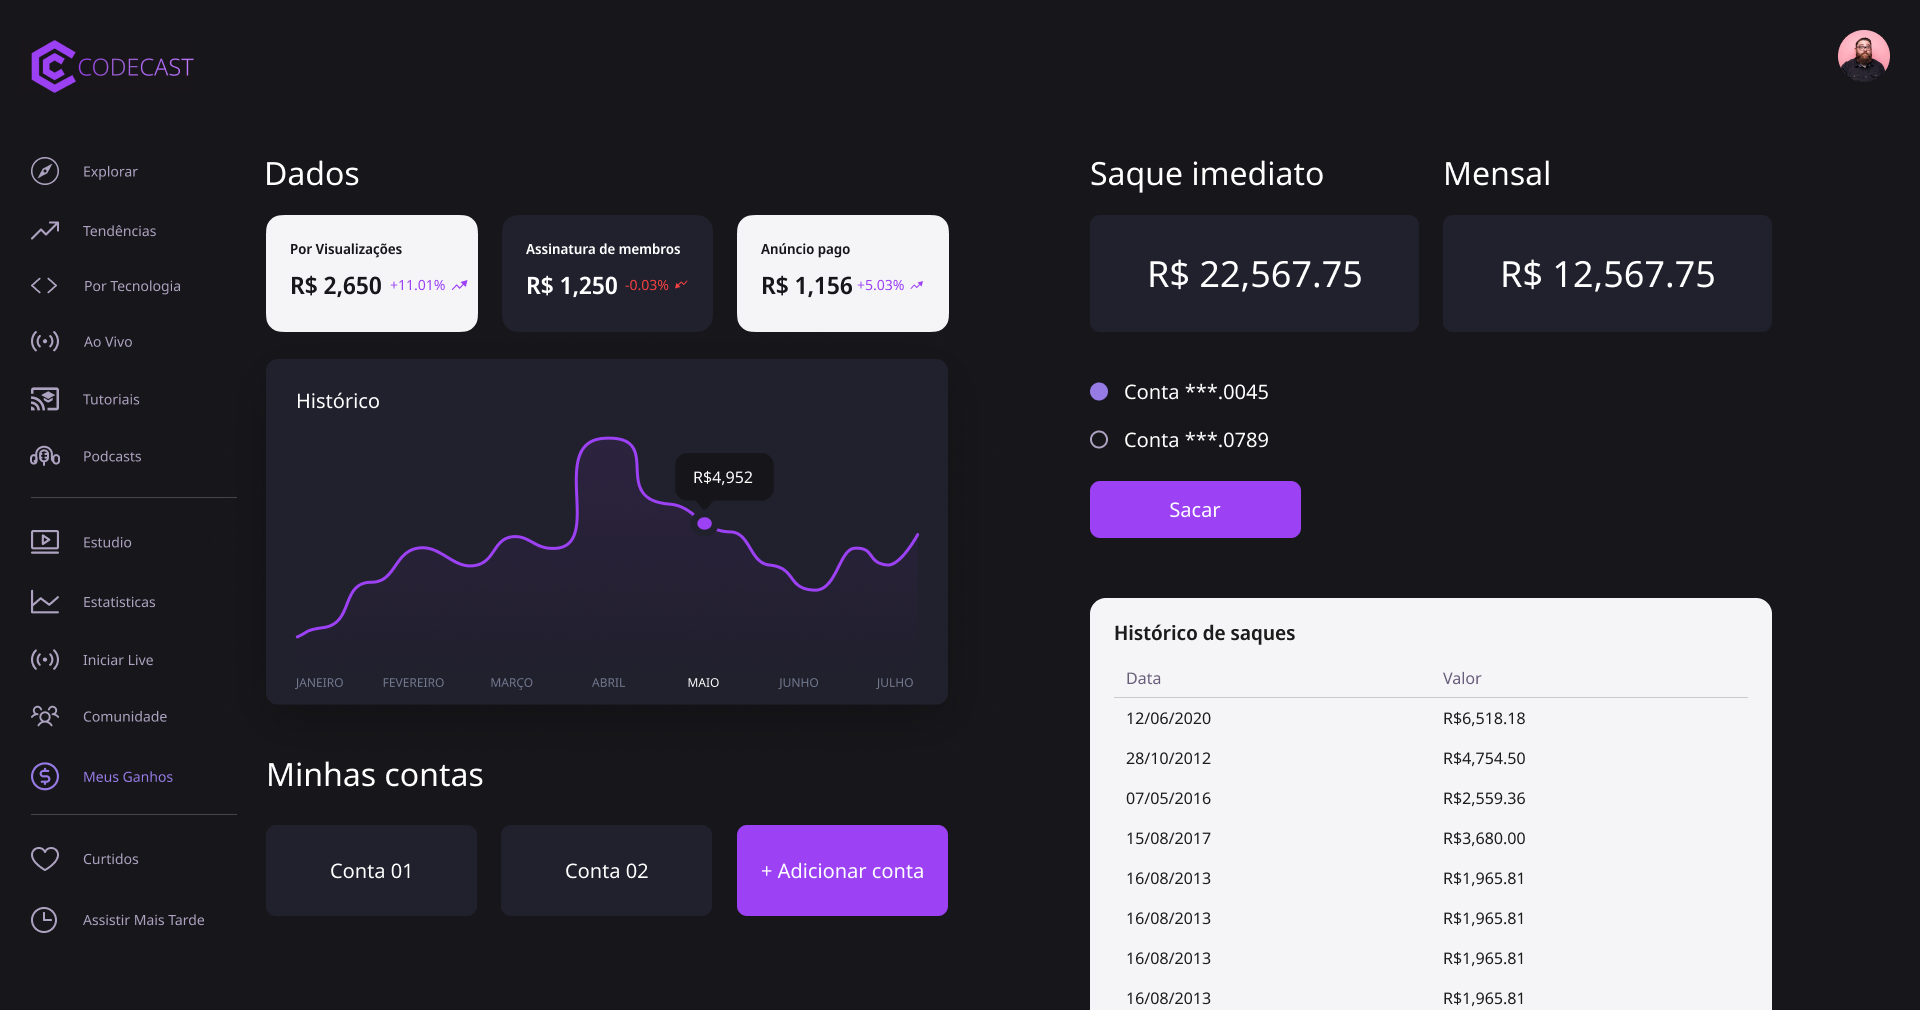 CODECAST
Explorar
Tendências
Por Tecnologia
Ao Vivo
Tutoriais
Podcasts
Estudio
Estatisticas
Iniciar Live
Comunidade
Meus Ganhos
Curtidos
Assistir Mais Tarde
Dados
Por Visualizações
R$ 2,650 +11.01%
Assinatura de membros
R$ 1,250 -0.03%
Anúncio pago
R$ 1,156 +5.03%
Histórico
R$4,952
JANEIRO FEVEREIRO MARÇO ABRIL MAIO JUNHO JULHO
Minhas contas
Conta 01
Conta 02
+ Adicionar conta
Saque imediato
R$ 22,567.75
Mensal
R$ 12,567.75
Conta ***.0045
Conta ***.0789
Sacar
Histórico de saques
Data Valor
12/06/2020 R$6,518.18
28/10/2012 R$4,754.50
07/05/2016 R$2,559.36
15/08/2017 R$3,680.00
16/08/2013 R$1,965.81
16/08/2013 R$1,965.81
16/08/2013 R$1,965.81
16/08/2013 R$1,965.81